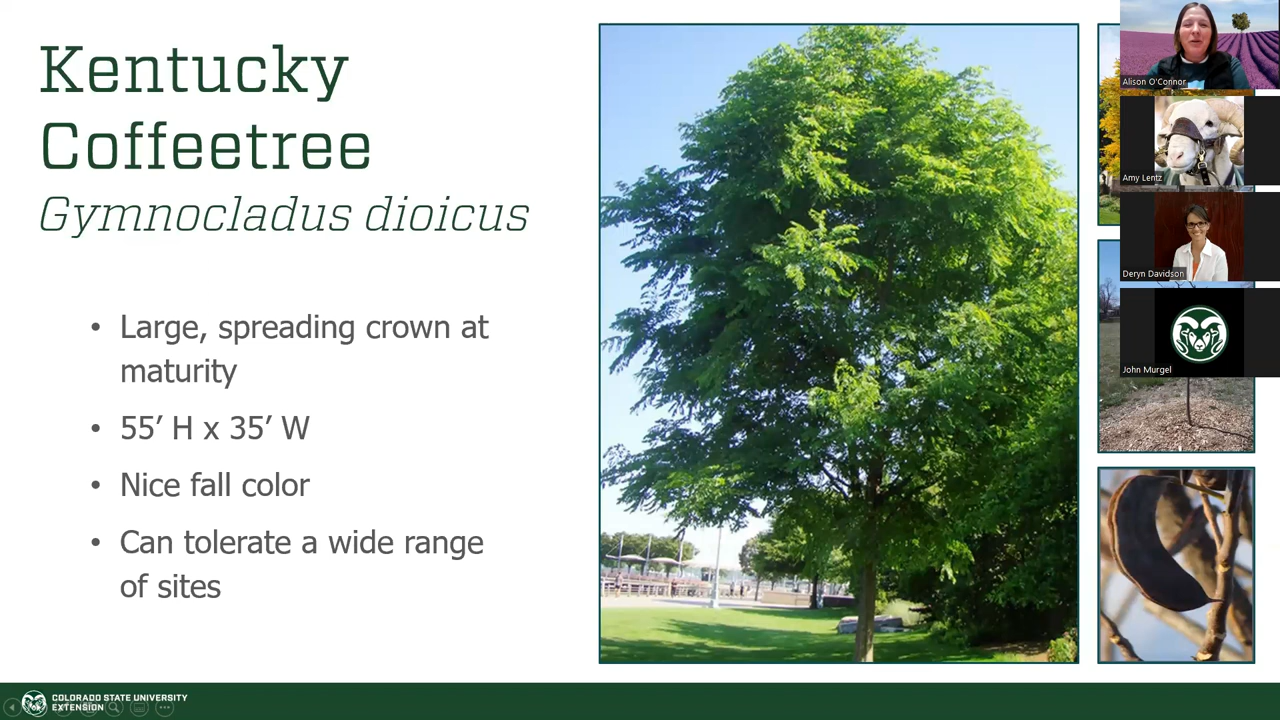 Kentucky
Coffeetree
Gymnocladus dioicus
• Large, spreading crown at
maturity
• 55’ H x 35’ W
• Nice fall color
• Can tolerate a wide range
of sites
Alison O'Connor
Amy Lentz
Deryn Davidson
John Murgel
COLORADO STATE UNIVERSITY
EXTENSION